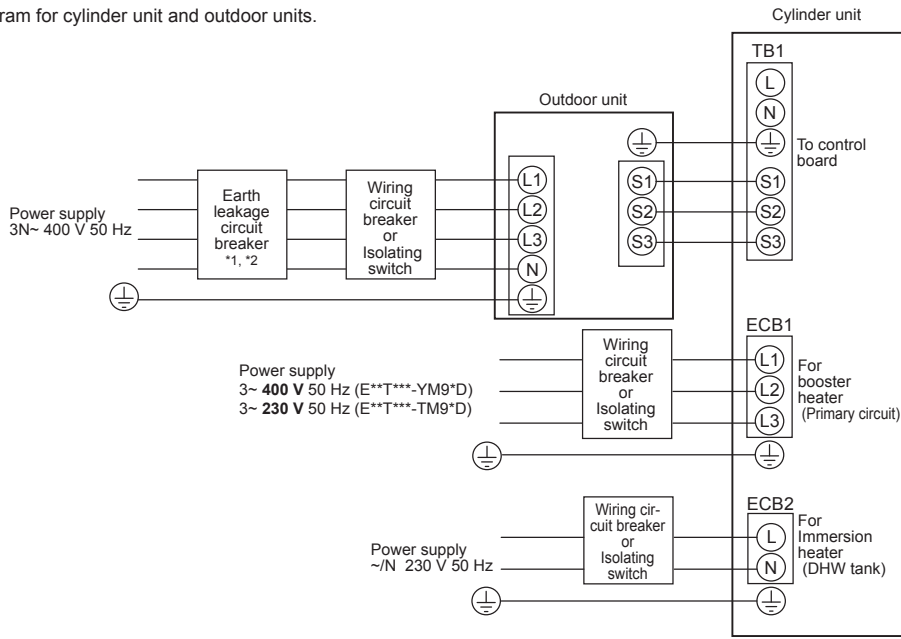 ram for cylinder unit and outdoor units.
Cylinder unit
TB1
L
N
To control
board
S1
S2
S3
Outdoor unit
L1
L2
L3
N
S1
S2
S3
Power supply
3N~ 400 V 50 Hz
Earth
leakage
circuit
breaker
*1, *2
Wiring
circuit
breaker
or
Isolating
switch
Power supply
3~ 400 V 50 Hz (E**T***-YM9*D)
3~ 230 V 50 Hz (E**T***-TM9*D)
Wiring
circuit
breaker
or
Isolating
switch
ECB1
L1
L2
L3
For
booster
heater
(Primary circuit)
Power supply
~/N 230 V 50 Hz
Wiring cir-
cuit breaker
or
Isolating
switch
ECB2
L
N
For
Immersion
heater
(DHW tank)